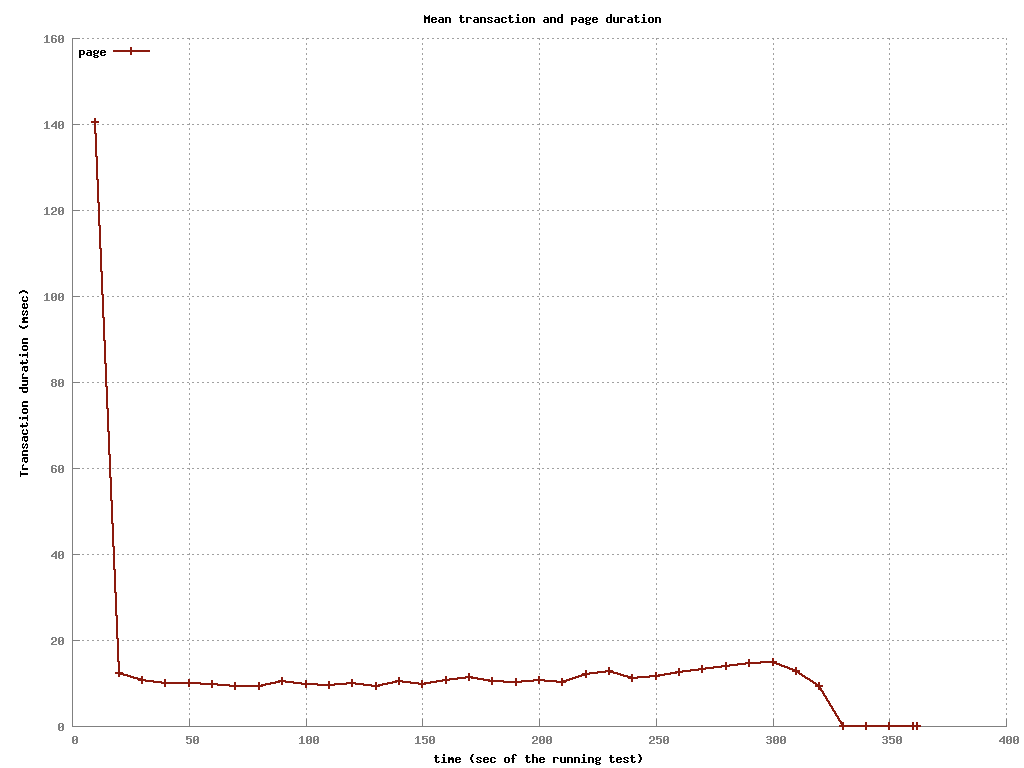 Mean transaction and page duration
160
page
140
120
100
80
60
40
20
0
Transaction duration (msec)
0 50 100 150 200 250 300 350 400
time (sec of the running test)